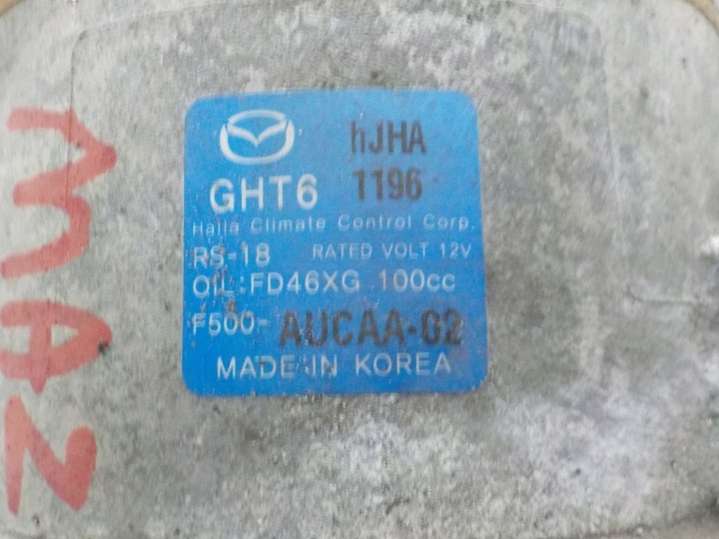 hJHA
GHT6 1196
Halla Climate Control Corp.
RS-18 RATED VOLT 12V
OIL:FD46XG 100cc
F500-AUCAA-02
MADE IN KOREA
MAZ